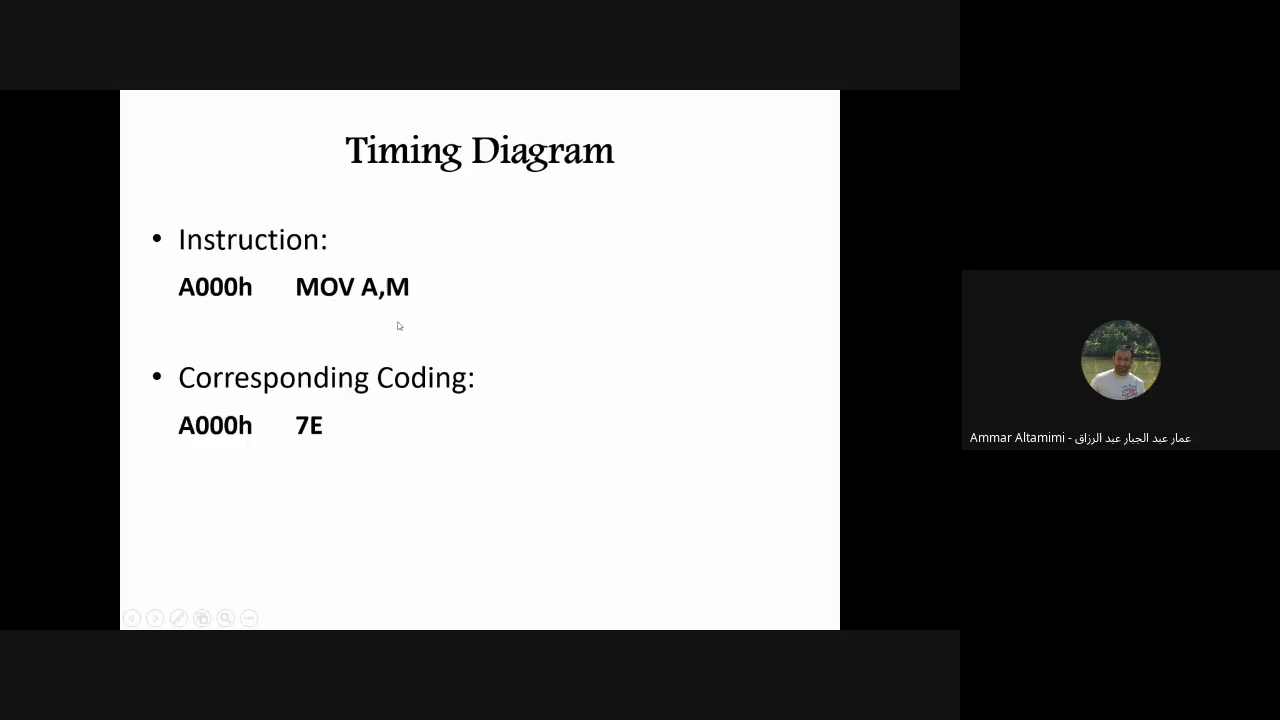 Timing Diagram
• Instruction:
A000h MOV A,M
• Corresponding Coding:
A000h 7E
Ammar Altamimi - عمار عبد الجبار عبد الرزاق